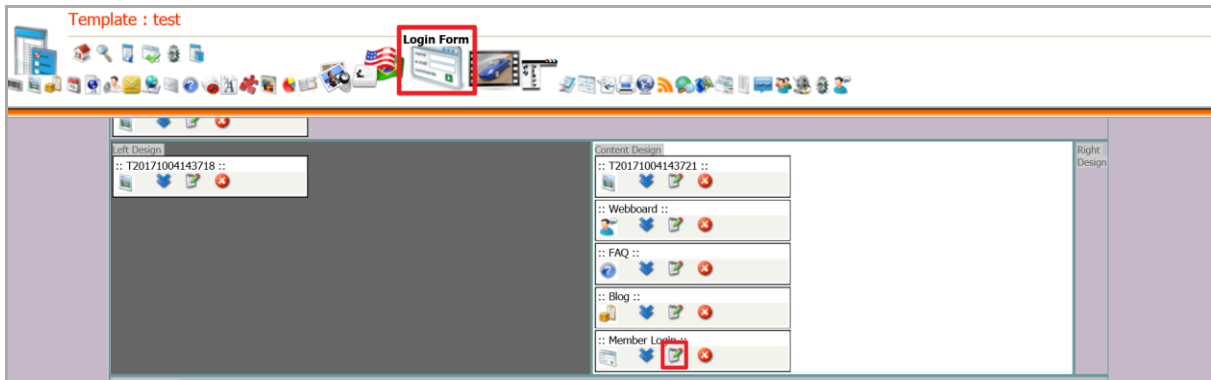 Template : test
Login Form
Left Design
:: T20171004143718 ::
Content Design
:: T20171004143721 ::
:: Webboard ::
:: FAQ ::
:: Blog ::
:: Member Login ::
Right
Design